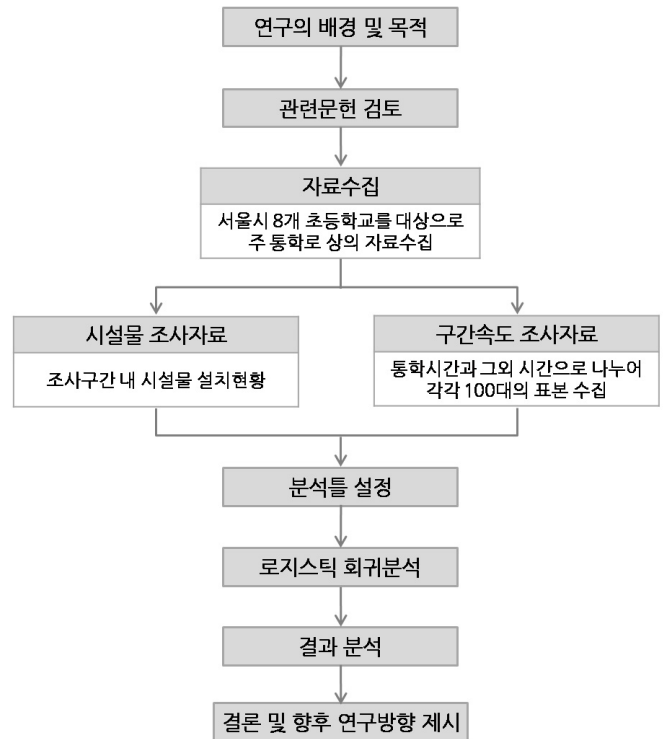 연구의 배경 및 목적
관련문헌 검토
자료수집
서울시 8개 초등학교를 대상으로
주 통학로 상의 자료수집
시설물 조사자료
조사구간 내 시설물 설치현황
구간속도 조사자료
통학시간과 그외 시간으로 나누어
각각 100대의 표본 수집
분석틀 설정
로지스틱 회귀분석
결과 분석
결론 및 향후 연구방향 제시